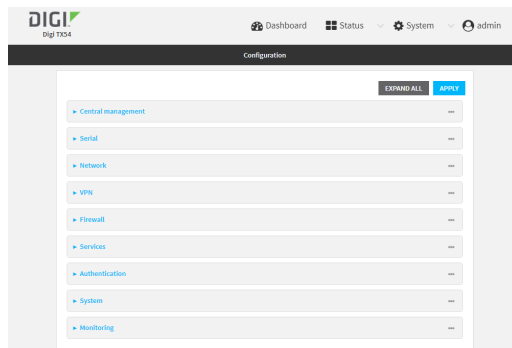 DIGI
Dashboard Status System admin
Digi TX54
Configuration
EXPAND ALL APPLY
Central management
Serial
Network
VPN
Firewall
Services
Authentication
System
Monitoring